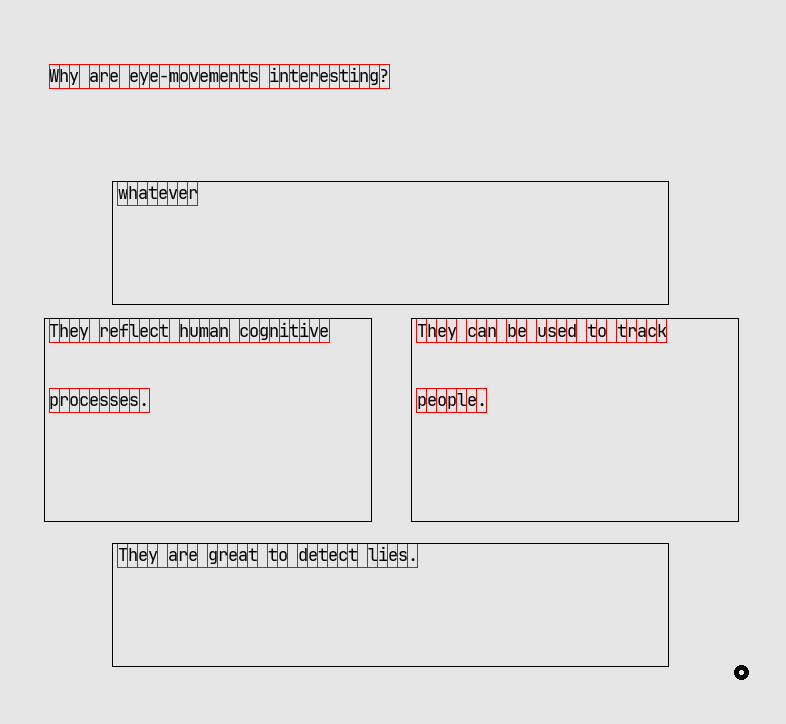 Why are eye-movements interesting?
whatever
They reflect human cognitive
processes.
They can be used to track
people.
They are great to detect lies.